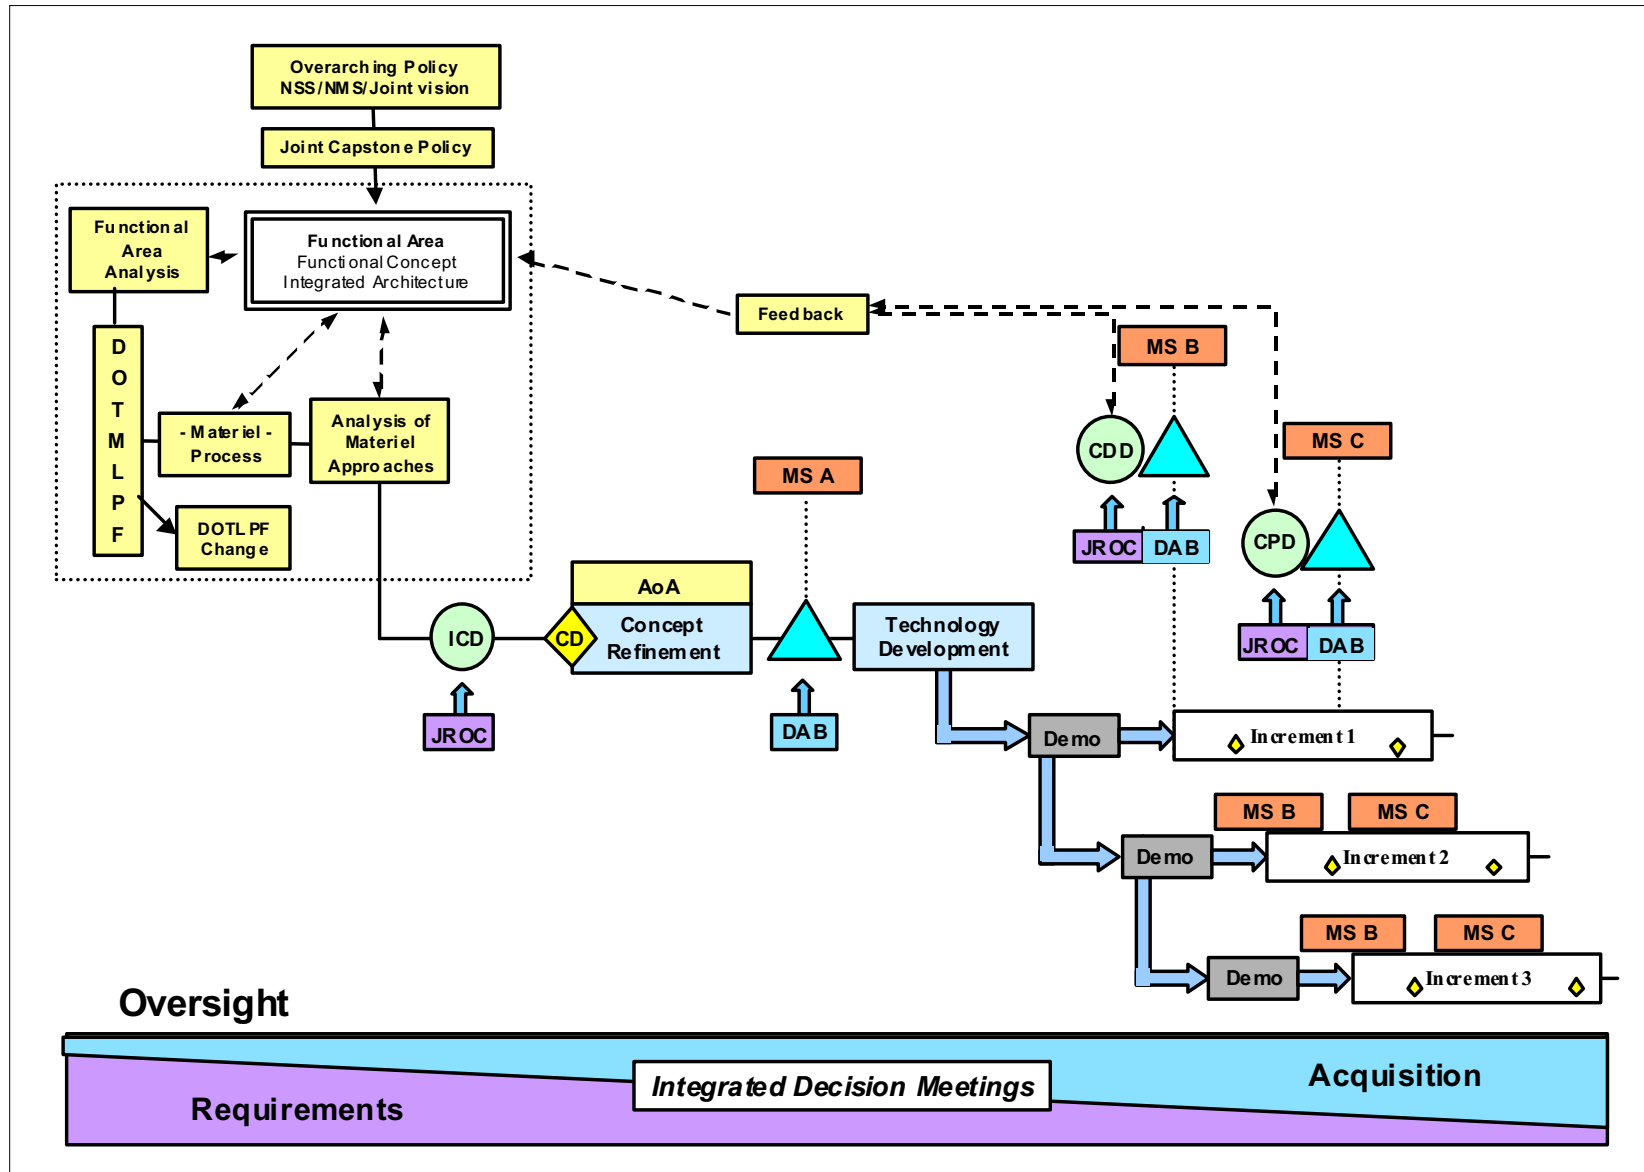 Overarching Policy
NSS/NMS/Joint vision
Joint Capstone Policy
Functional
Area
Analysis
Functional Area
Functional Concept
Integrated Architecture
D
O
T
M
L
P
F
- Materiel -
Process
Analysis of
Materiel
Approaches
DOTLPF
Change
Feedback
MS B
CDD
JROC
DAB
MS C
CPD
JROC
DAB
MS A
ICD
JROC
CD
AoA
Concept
Refinement
DAB
Technology
Development
Demo
Increment 1
MS B
MS C
Demo
Increment 2
MS B
MS C
Demo
Increment 3
Oversight
Requirements
Integrated Decision Meetings
Acquisition